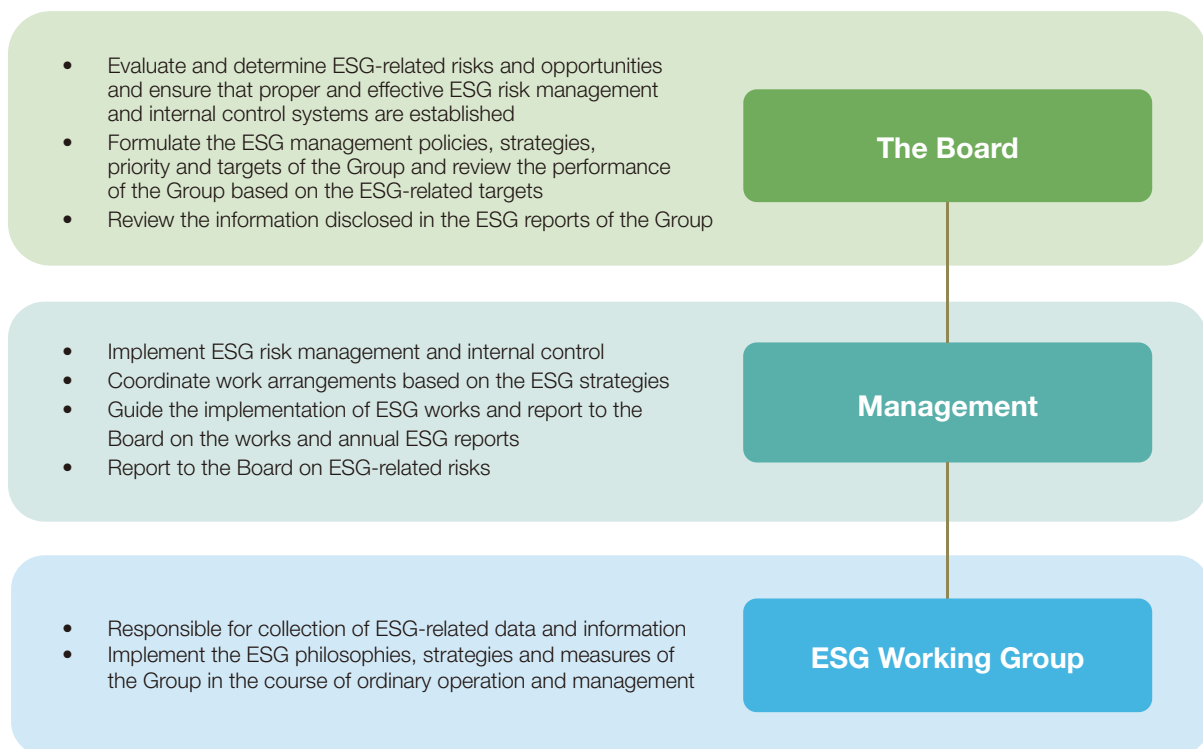 • Evaluate and determine ESG-related risks and opportunities
and ensure that proper and effective ESG risk management
and internal control systems are established
• Formulate the ESG management policies, strategies,
priority and targets of the Group and review the performance
of the Group based on the ESG-related targets
• Review the information disclosed in the ESG reports of the Group
The Board
• Implement ESG risk management and internal control
• Coordinate work arrangements based on the ESG strategies
• Guide the implementation of ESG works and report to the
Board on the works and annual ESG reports
• Report to the Board on ESG-related risks
Management
• Responsible for collection of ESG-related data and information
• Implement the ESG philosophies, strategies and measures of
the Group in the course of ordinary operation and management
ESG Working Group